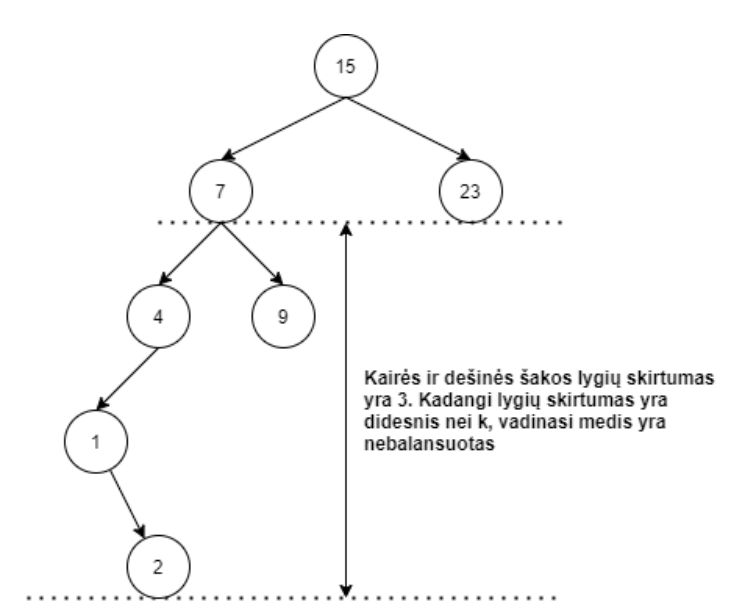 15
7
23
4
9
Kairės ir dešinės šakos lygių skirtumas
yra 3. Kadangi lygių skirtumas yra
didesnis nei k, vadinasi medis yra
nebalansuotas
1
2